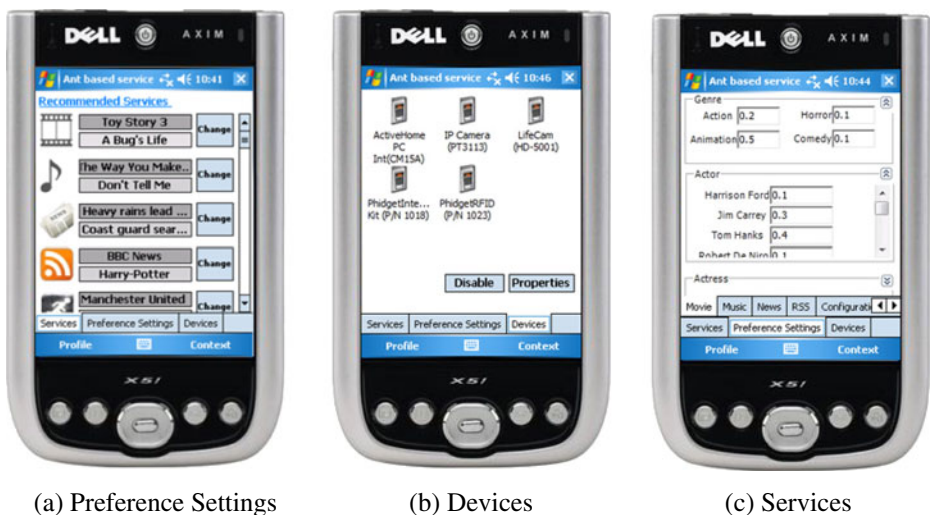 DELL AXIM
Ant based service 10:41
Recommended Services
Toy Story 3
A Bug's Life
Change
The Way You Make..
Don't Tell Me
Change
Heavy rains lead ...
Coast guard sear...
Change
BBC News
Harry-Potter
Change
Manchester United
Change
Services Preference Settings Devices
Profile Context
X51
(a) Preference Settings
DELL AXIM
Ant based service 10:46
ActiveHome
PC
Int(CM15A)
IP Camera
(PT3113)
LifeCam
(HD-5001)
PhidgetInte...
Kit (P/N 1018)
PhidgetRFID
(P/N 1023)
Disable Properties
Services Preference Settings Devices
Profile Context
X51
(b) Devices
DELL AXIM
Ant based service 10:44
Genre
Action 0.2 Horror 0.1
Animation 0.5 Comedy 0.1
Actor
Harrison Ford 0.1
Jim Carrey 0.3
Tom Hanks 0.4
Robert De Niro 0.1
Actress
Movie Music News RSS Configurati
Services Preference Settings Devices
Profile Context
X51
(c) Services